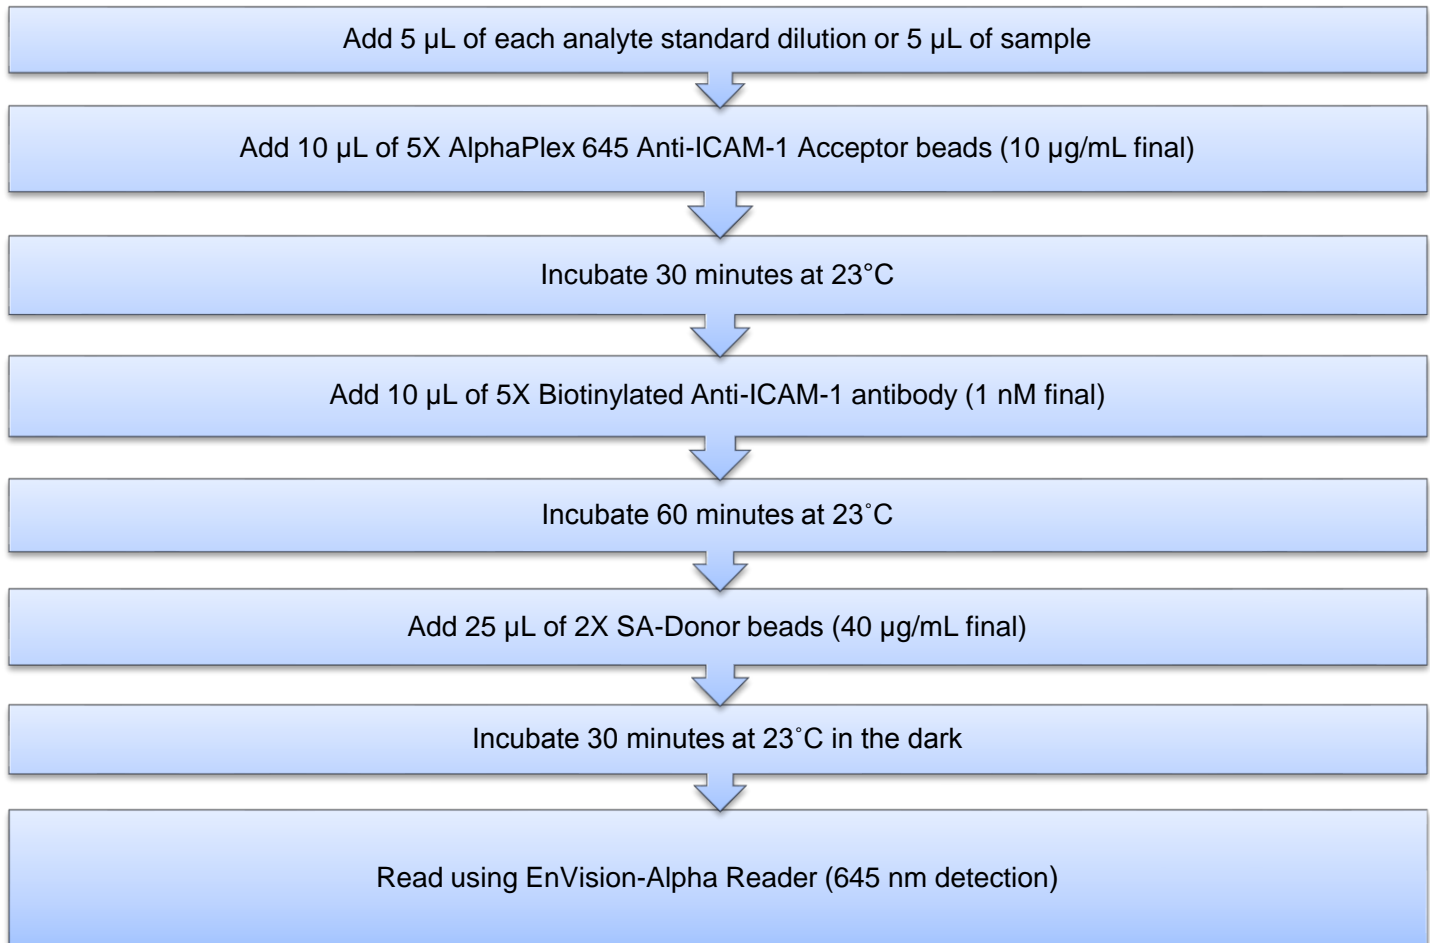 Add 5 µL of each analyte standard dilution or 5 µL of sample
Add 10 µL of 5X AlphaPlex 645 Anti-ICAM-1 Acceptor beads (10 µg/mL final)
Incubate 30 minutes at 23°C
Add 10 µL of 5X Biotinylated Anti-ICAM-1 antibody (1 nM final)
Incubate 60 minutes at 23˚C
Add 25 µL of 2X SA-Donor beads (40 µg/mL final)
Incubate 30 minutes at 23˚C in the dark
Read using EnVision-Alpha Reader (645 nm detection)